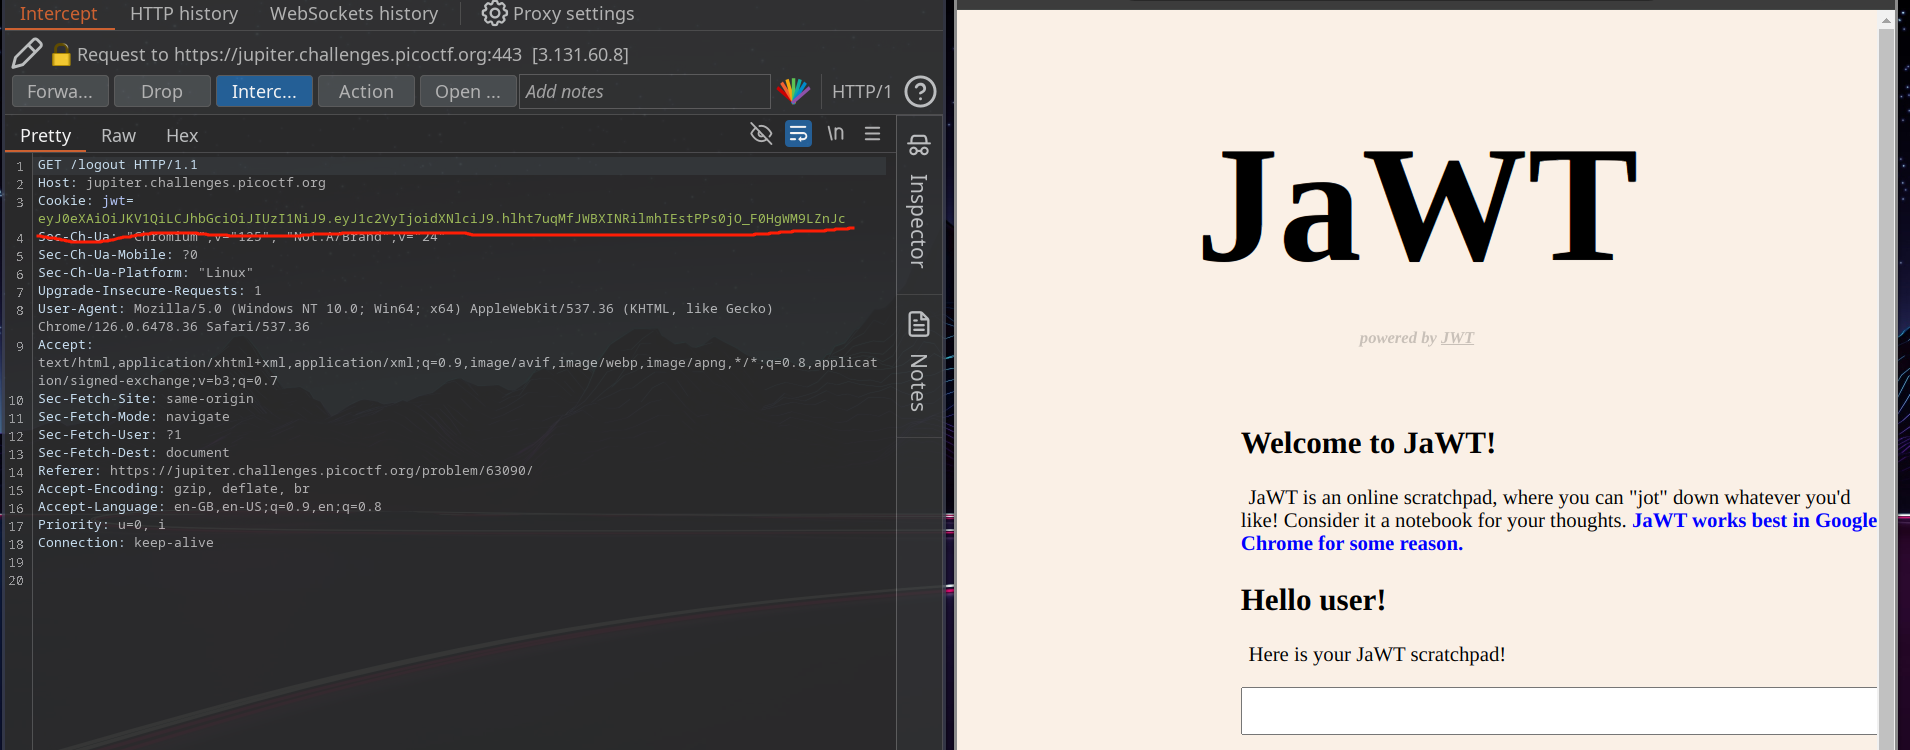 Intercept HTTP history WebSockets history Proxy settings
Request to https://jupiter.challenges.picoctf.org:443 [3.131.60.8]
Forwa... Drop Interc... Action Open ... Add notes HTTP/1 ?
Pretty Raw Hex \n
1 GET /logout HTTP/1.1
2 Host: jupiter.challenges.picoctf.org
3 Cookie: jwt=
eyJ0eXAiOiJKV1QiLCJhbGciOiJIUzI1NiJ9.eyJ1c2VyIjoidXNlciJ9.hlht7uqMfJWBXINRilmhIEstPPs0jO_F0HgWM9LZnJc
4 Sec-Ch-Ua: "Chromium";v="125", "Not.A/Brand";v="24"
5 Sec-Ch-Ua-Mobile: ?0
6 Sec-Ch-Ua-Platform: "Linux"
7 Upgrade-Insecure-Requests: 1
8 User-Agent: Mozilla/5.0 (Windows NT 10.0; Win64; x64) AppleWebKit/537.36 (KHTML, like Gecko)
Chrome/126.0.6478.36 Safari/537.36
9 Accept:
text/html,application/xhtml+xml,application/xml;q=0.9,image/avif,image/webp,image/apng,*/*;q=0.8,applicat
ion/signed-exchange;v=b3;q=0.7
10 Sec-Fetch-Site: same-origin
11 Sec-Fetch-Mode: navigate
12 Sec-Fetch-User: ?1
13 Sec-Fetch-Dest: document
14 Referer: https://jupiter.challenges.picoctf.org/problem/63090/
15 Accept-Encoding: gzip, deflate, br
16 Accept-Language: en-GB,en-US;q=0.9,en;q=0.8
17 Priority: u=0, i
18 Connection: keep-alive
19
20
Inspector
Notes
JaWT
powered by JWT
Welcome to JaWT!
JaWT is an online scratchpad, where you can "jot" down whatever you'd
like! Consider it a notebook for your thoughts. JaWT works best in Google
Chrome for some reason.
Hello user!
Here is your JaWT scratchpad!